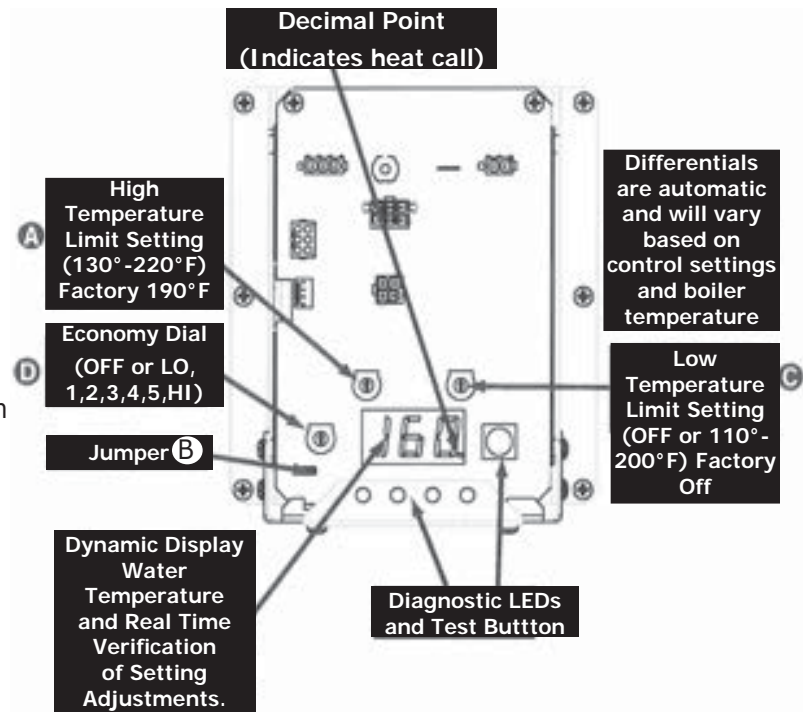 Decimal Point
(Indicates heat call)
A
High
Temperature
Limit Setting
(130°-220°F)
Factory 190°F
Differentials
are automatic
and will vary
based on
control settings
and boiler
temperature
D
Economy Dial
(OFF or LO,
1,2,3,4,5,HI)
C
Low
Temperature
Limit Setting
(OFF or 110°-
200°F) Factory
Off
Jumper B
160.
Dynamic Display
Water
Temperature
and Real Time
Verification
of Setting
Adjustments.
Diagnostic LEDs
and Test Buttton